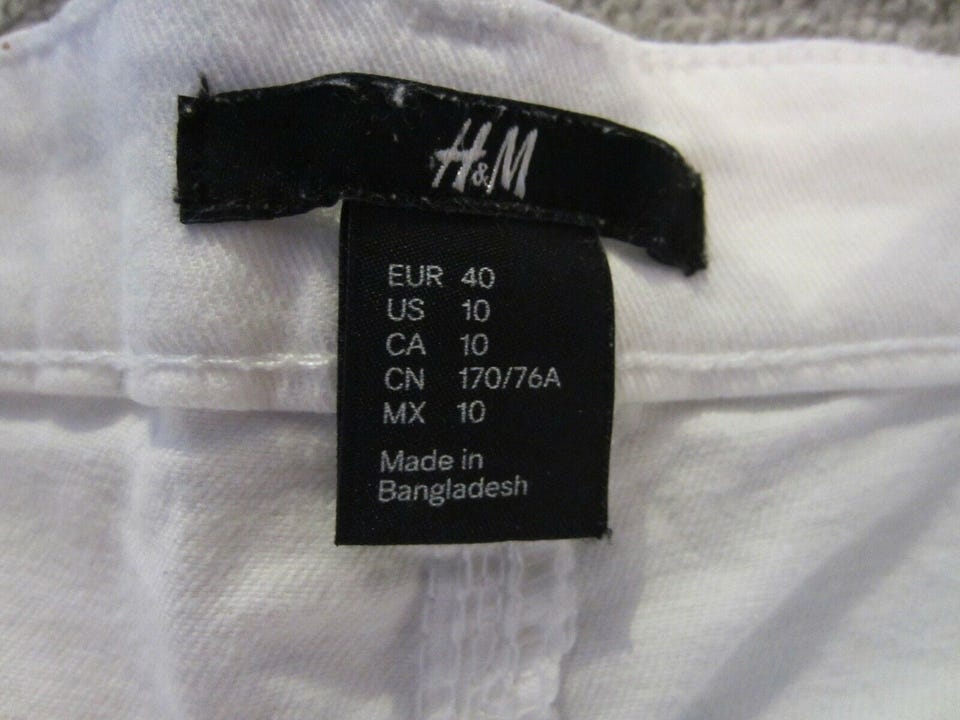 H&M
EUR 40
US 10
CA 10
CN 170/76A
MX 10
Made in
Bangladesh